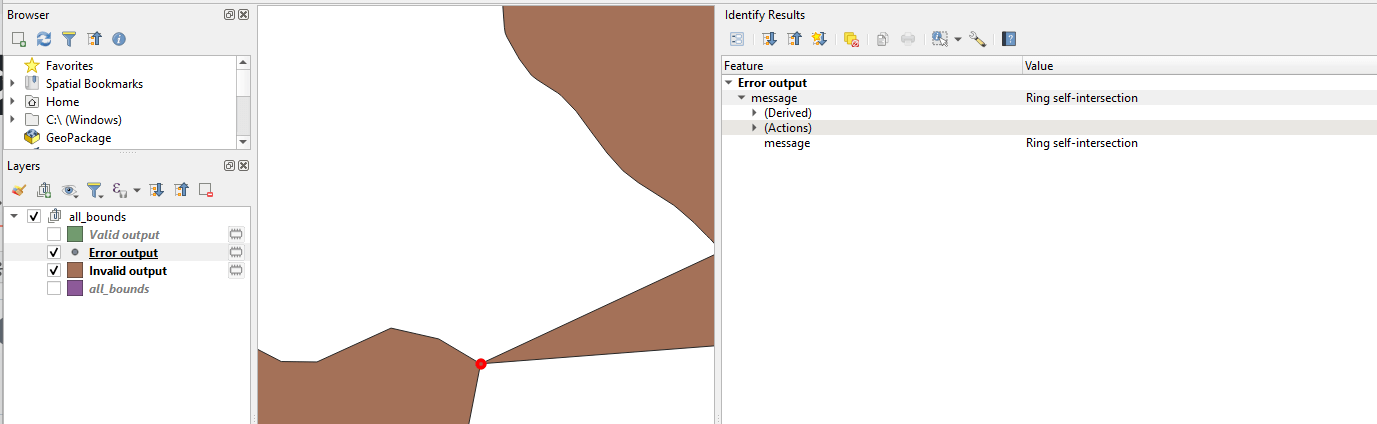 Browser
Favorites
Spatial Bookmarks
Home
C:\ (Windows)
GeoPackage
Layers
all_bounds
Valid output
Error output
Invalid output
all_bounds
Identify Results
Feature Value
Error output
message Ring self-intersection
(Derived)
(Actions)
message Ring self-intersection